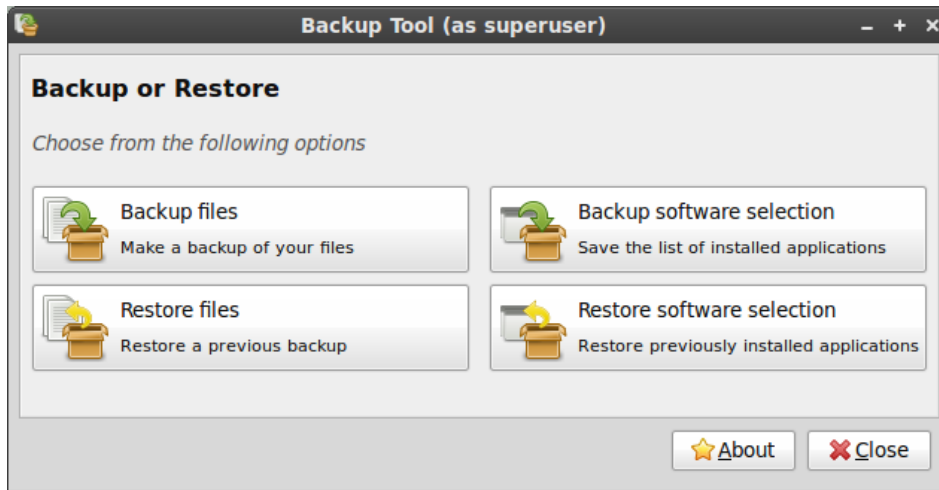 Backup Tool (as superuser)
Backup or Restore
Choose from the following options
Backup files
Make a backup of your files
Backup software selection
Save the list of installed applications
Restore files
Restore a previous backup
Restore software selection
Restore previously installed applications
About
Close